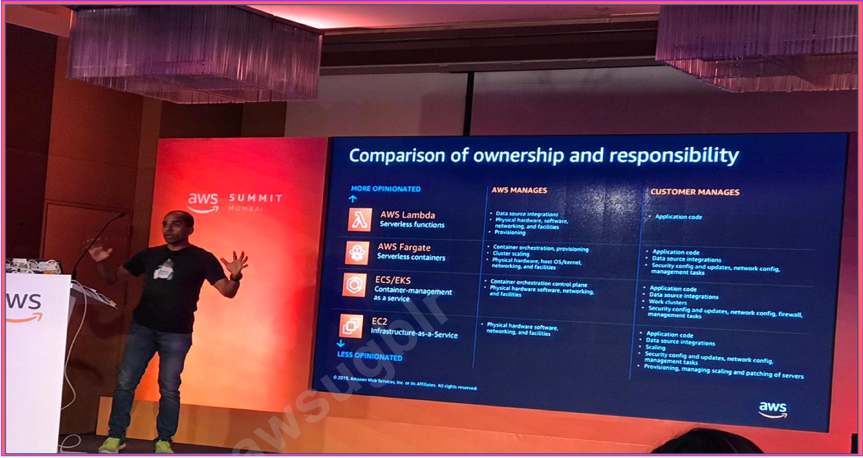 Comparison of ownership and responsibility
MORE OPINIONATED
AWS MANAGES
CUSTOMER MANAGES
AWS Lambda
Serverless functions
• Data source integrations
• Physical hardware, software,
networking, and facilities
• Provisioning
• Application code
AWS Fargate
Serverless containers
• Container orchestration, provisioning
• Cluster scaling
• Physical hardware, host OS/kernel,
networking, and facilities
• Application code
• Data source integrations
• Security config and updates, network config,
management tasks
ECS/EKS
Container-management
as a service
• Container orchestration control plane
• Physical hardware software, networking,
and facilities
• Application code
• Data source integrations
• Work clusters
• Security config and updates, network config, firewall,
management tasks
EC2
Infrastructure-as-a-Service
• Physical hardware software,
networking, and facilities
• Application code
• Data source integrations
• Scaling
• Security config and updates, network config,
management tasks
• Provisioning, managing scaling and patching of servers
LESS OPINIONATED
© 2019, Amazon Web Services, Inc. or its Affiliates. All rights reserved.
aws
aws SUMMIT
MUMBAI
aws
awsugblr